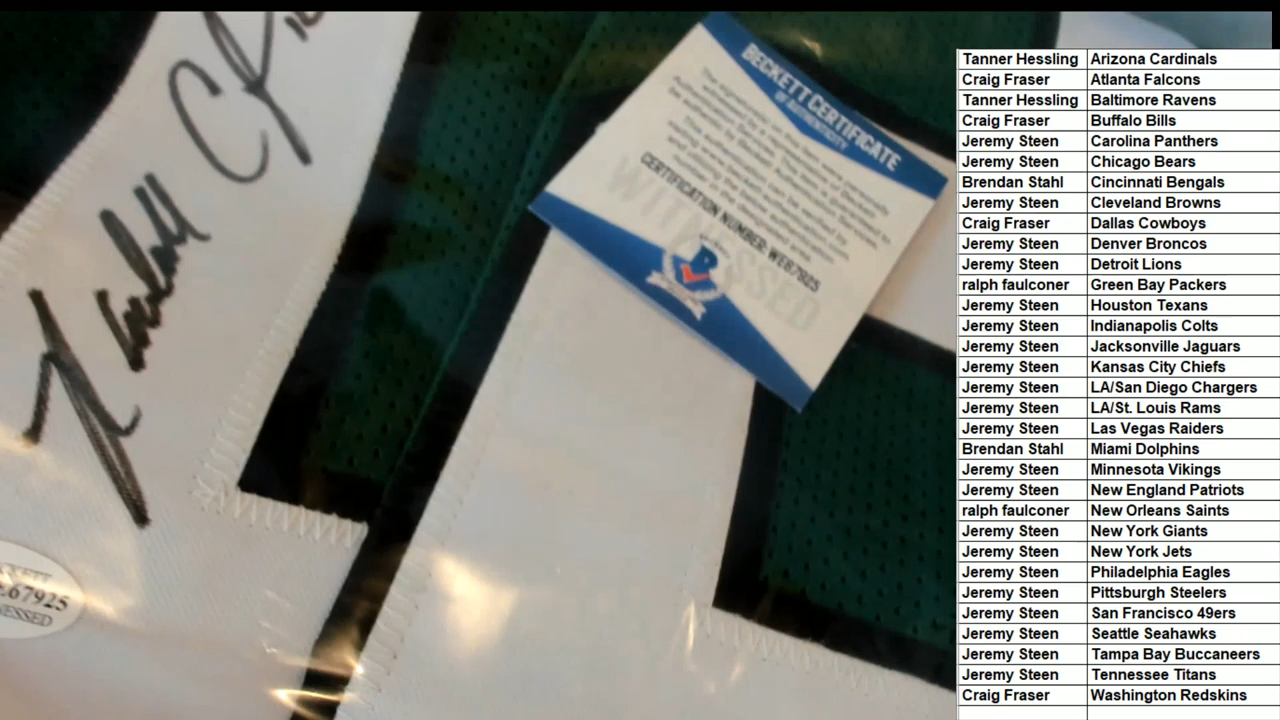 BECKETT CERTIFICATE
OF AUTHENTICITY
CERTIFICATION NUMBER: WE67925
WITNESSED
B
E67925
Tanner Hessling Arizona Cardinals
Craig Fraser Atlanta Falcons
Tanner Hessling Baltimore Ravens
Craig Fraser Buffalo Bills
Jeremy Steen Carolina Panthers
Jeremy Steen Chicago Bears
Brendan Stahl Cincinnati Bengals
Jeremy Steen Cleveland Browns
Craig Fraser Dallas Cowboys
Jeremy Steen Denver Broncos
Jeremy Steen Detroit Lions
ralph faulconer Green Bay Packers
Jeremy Steen Houston Texans
Jeremy Steen Indianapolis Colts
Jeremy Steen Jacksonville Jaguars
Jeremy Steen Kansas City Chiefs
Jeremy Steen LA/San Diego Chargers
Jeremy Steen LA/St. Louis Rams
Jeremy Steen Las Vegas Raiders
Brendan Stahl Miami Dolphins
Jeremy Steen Minnesota Vikings
Jeremy Steen New England Patriots
ralph faulconer New Orleans Saints
Jeremy Steen New York Giants
Jeremy Steen New York Jets
Jeremy Steen Philadelphia Eagles
Jeremy Steen Pittsburgh Steelers
Jeremy Steen San Francisco 49ers
Jeremy Steen Seattle Seahawks
Jeremy Steen Tampa Bay Buccaneers
Jeremy Steen Tennessee Titans
Craig Fraser Washington Redskins